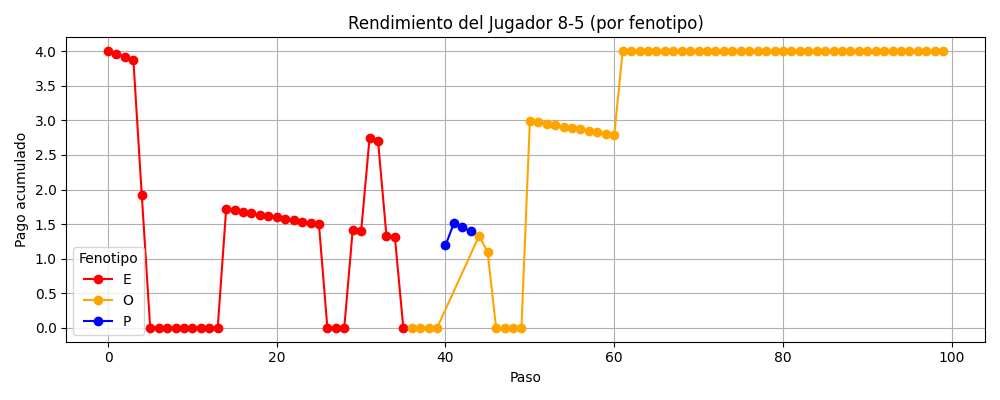 Rendimiento del Jugador 8-5 (por fenotipo)
Pago acumulado
4.0
3.5
3.0
2.5
2.0
1.5
1.0
0.5
0.0
Fenotipo
E
O
P
0 20 40 60 80 100
Paso